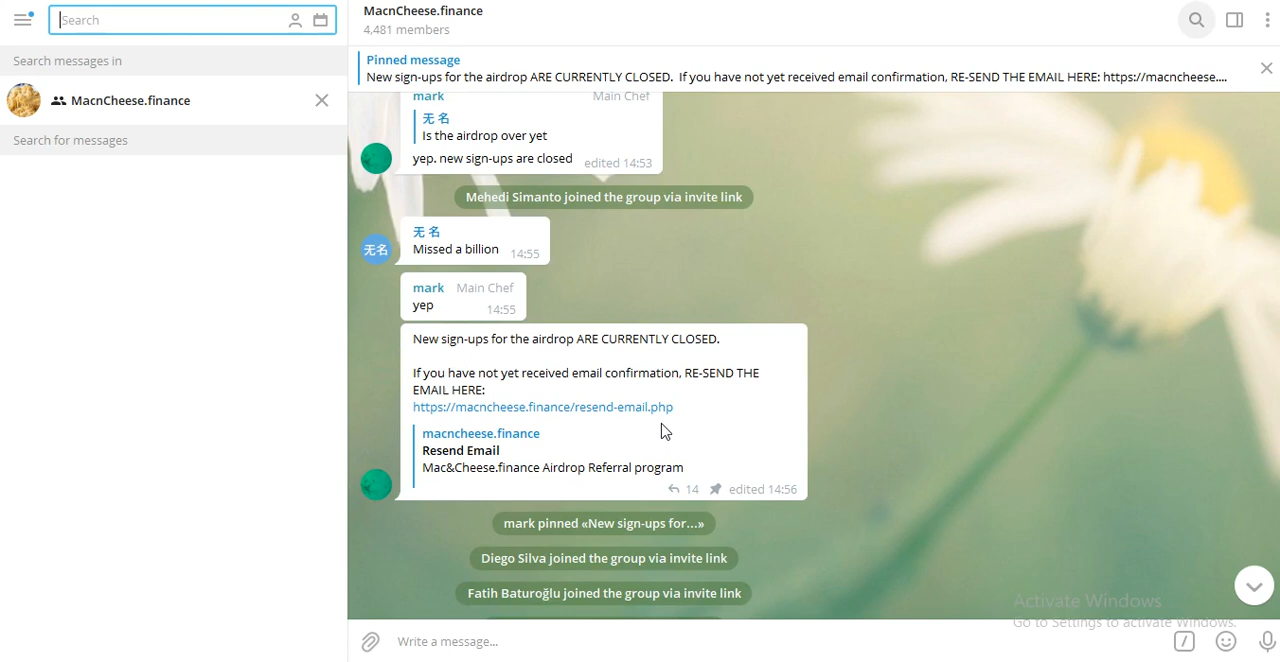 Search
Search messages in
MacnCheese.finance
Search for messages
MacnCheese.finance
4,481 members
Pinned message
New sign-ups for the airdrop ARE CURRENTLY CLOSED. If you have not yet received email confirmation, RE-SEND THE EMAIL HERE: https://macncheese....
mark Main Chef
无 名
Is the airdrop over yet
yep. new sign-ups are closed edited 14:53
Mehedi Simanto joined the group via invite link
无名
无 名
Missed a billion 14:55
mark Main Chef
yep 14:55
New sign-ups for the airdrop ARE CURRENTLY CLOSED.
If you have not yet received email confirmation, RE-SEND THE
EMAIL HERE:
https://macncheese.finance/resend-email.php
macncheese.finance
Resend Email
Mac&Cheese.finance Airdrop Referral program
14 edited 14:56
mark pinned «New sign-ups for...»
Diego Silva joined the group via invite link
Fatih Baturoğlu joined the group via invite link
Activate Windows
Go to Settings to activate Windows.
Write a message...